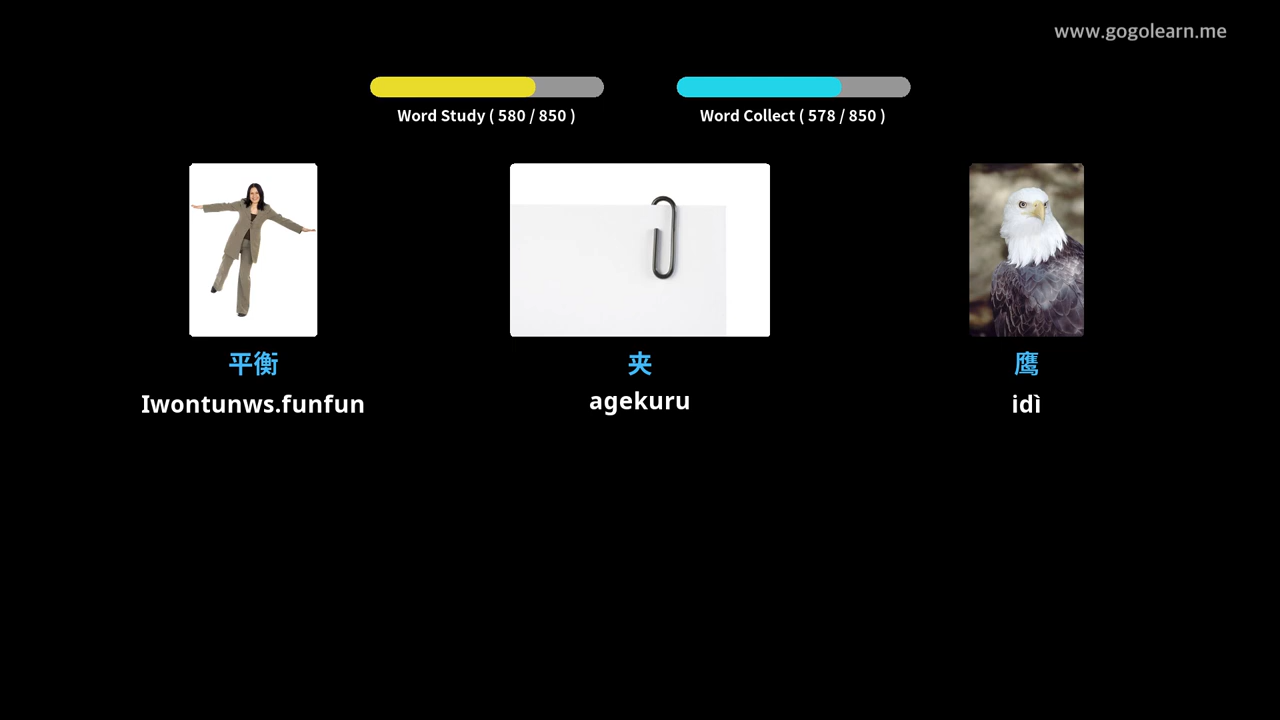 www.gogolearn.me
Word Study ( 580 / 850 )
Word Collect ( 578 / 850 )
平衡
夹
鹰
Iwontunws.funfun
agekuru
idì